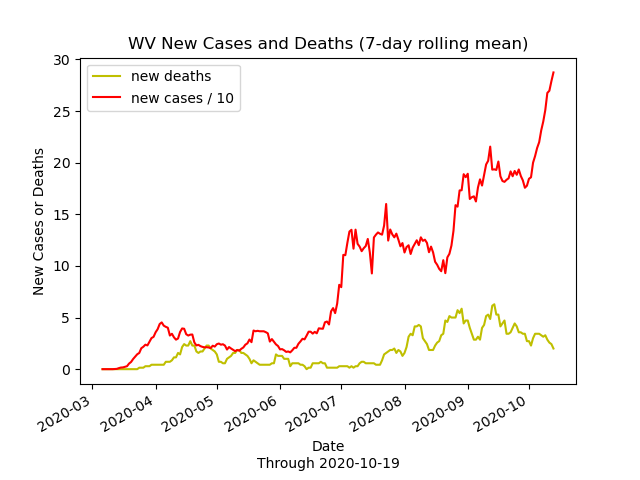 WV New Cases and Deaths (7-day rolling mean)
new deaths
new cases / 10
New Cases or Deaths
30
25
20
15
10
5
0
2020-03
2020-04
2020-05
2020-06
2020-07
2020-08
2020-09
2020-10
Date
Through 2020-10-19